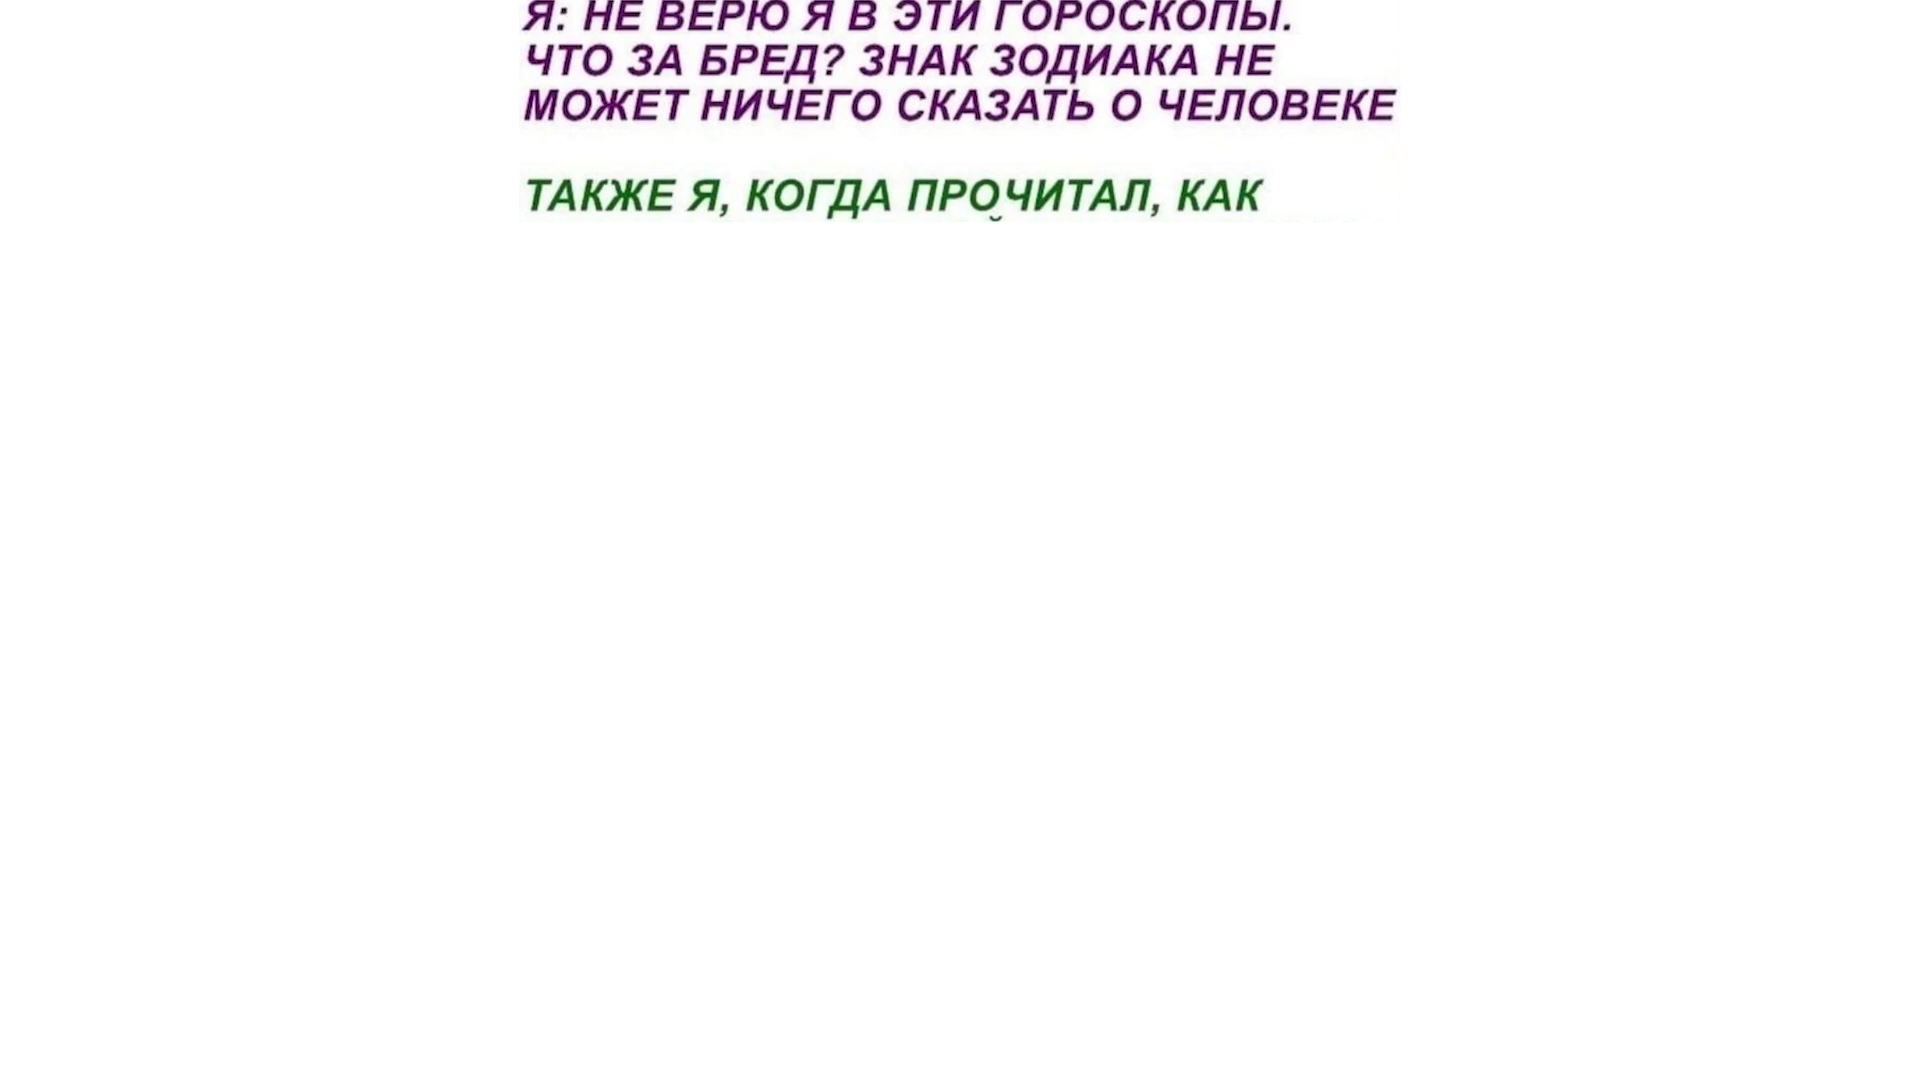 Я: НЕ ВЕРЮ Я В ЭТИ ГОРОСКОПЫ.
ЧТО ЗА БРЕД? ЗНАК ЗОДИАКА НЕ
МОЖЕТ НИЧЕГО СКАЗАТЬ О ЧЕЛОВЕКЕ
ТАКЖЕ Я, КОГДА ПРОЧИТАЛ, КАК